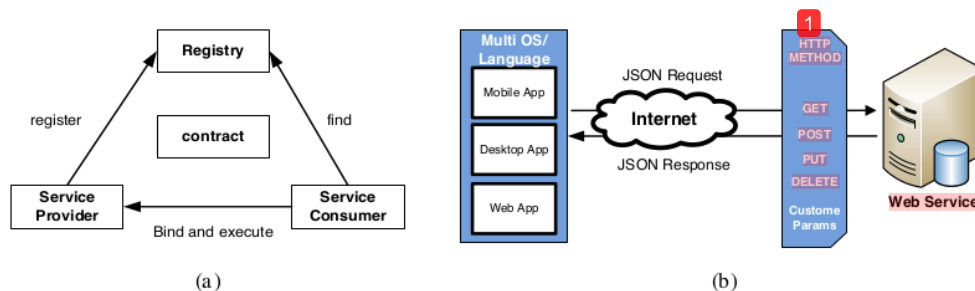 Registry
register
find
contract
Service
Provider
Service
Consumer
Bind and execute
(a)
Multi OS/
Language
Mobile App
Desktop App
Web App
JSON Request
Internet
JSON Response
1
HTTP
METHOD
GET
POST
PUT
DELETE
Custome
Params
Web Service
(b)